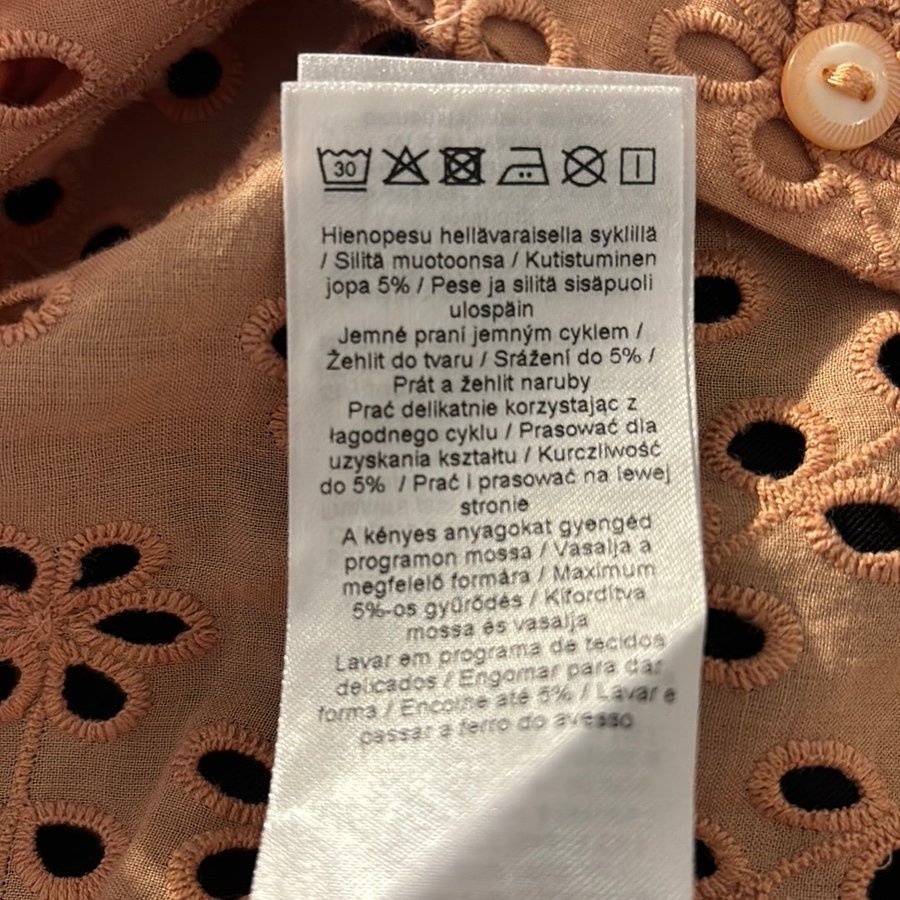 30
Hienopesu hellävaraisella syklillä
/ Silitä muotoonsa / Kutistuminen
jopa 5% / Pese ja silitä sisäpuoli
ulospäin
Jemné praní jemným cyklem /
Žehlit do tvaru / Srážení do 5% /
Prát a žehlit naruby
Prać delikatnie korzystając z
łagodnego cyklu / Prasować dla
uzyskania kształtu / Kurczliwość
do 5% / Prać i prasować na lewej
stronie
A kényes anyagokat gyengéd
programon mossa / Vasalja a
megfelelő formára / Maximum
5%-os gyűrődés / Kifordítva
mossa és vasalja
Lavar em programa de tecidos
delicados / Engomar para dar
forma / Encolhe até 5% / Lavar e
passar a ferro do avesso